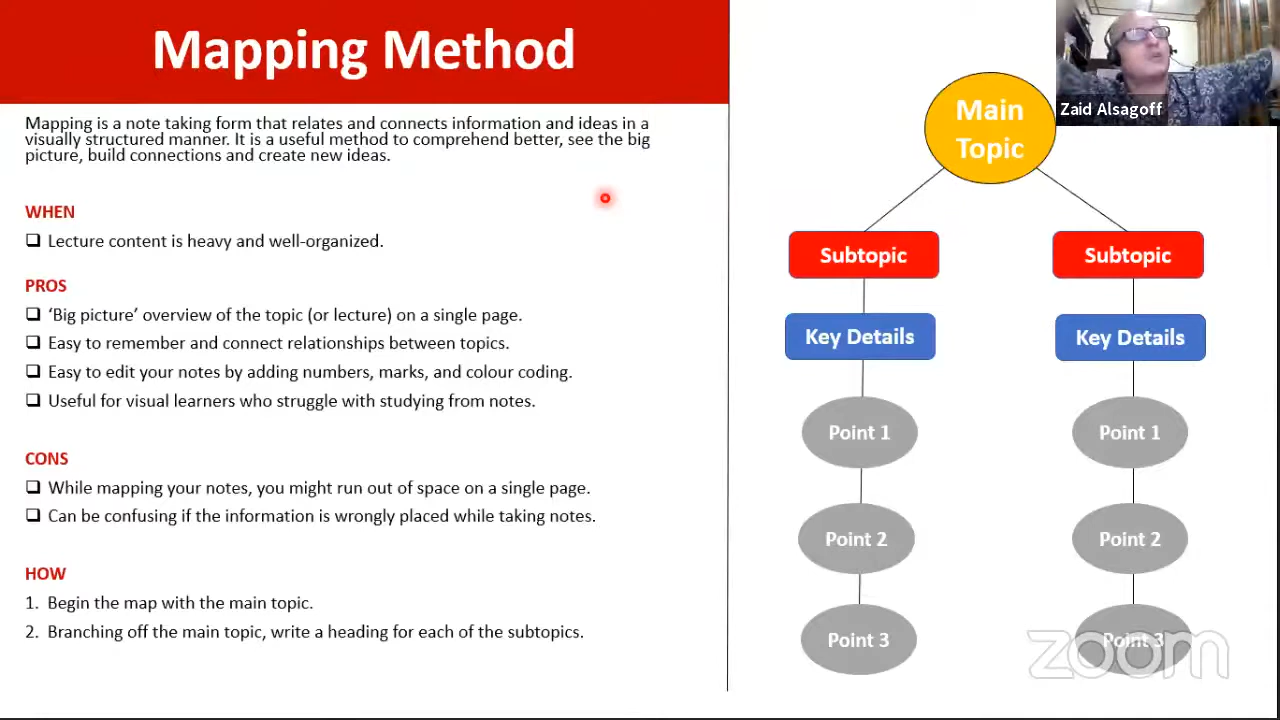 Mapping Method
Mapping is a note taking form that relates and connects information and ideas in a
visually structured manner. It is a useful method to comprehend better, see the big
picture, build connections and create new ideas.
WHEN
Lecture content is heavy and well-organized.
PROS
‘Big picture’ overview of the topic (or lecture) on a single page.
Easy to remember and connect relationships between topics.
Easy to edit your notes by adding numbers, marks, and colour coding.
Useful for visual learners who struggle with studying from notes.
CONS
While mapping your notes, you might run out of space on a single page.
Can be confusing if the information is wrongly placed while taking notes.
HOW
1. Begin the map with the main topic.
2. Branching off the main topic, write a heading for each of the subtopics.
Zaid Alsagoff
Main
Topic
Subtopic
Subtopic
Key Details
Key Details
Point 1
Point 1
Point 2
Point 2
Point 3
Point 3
zoom